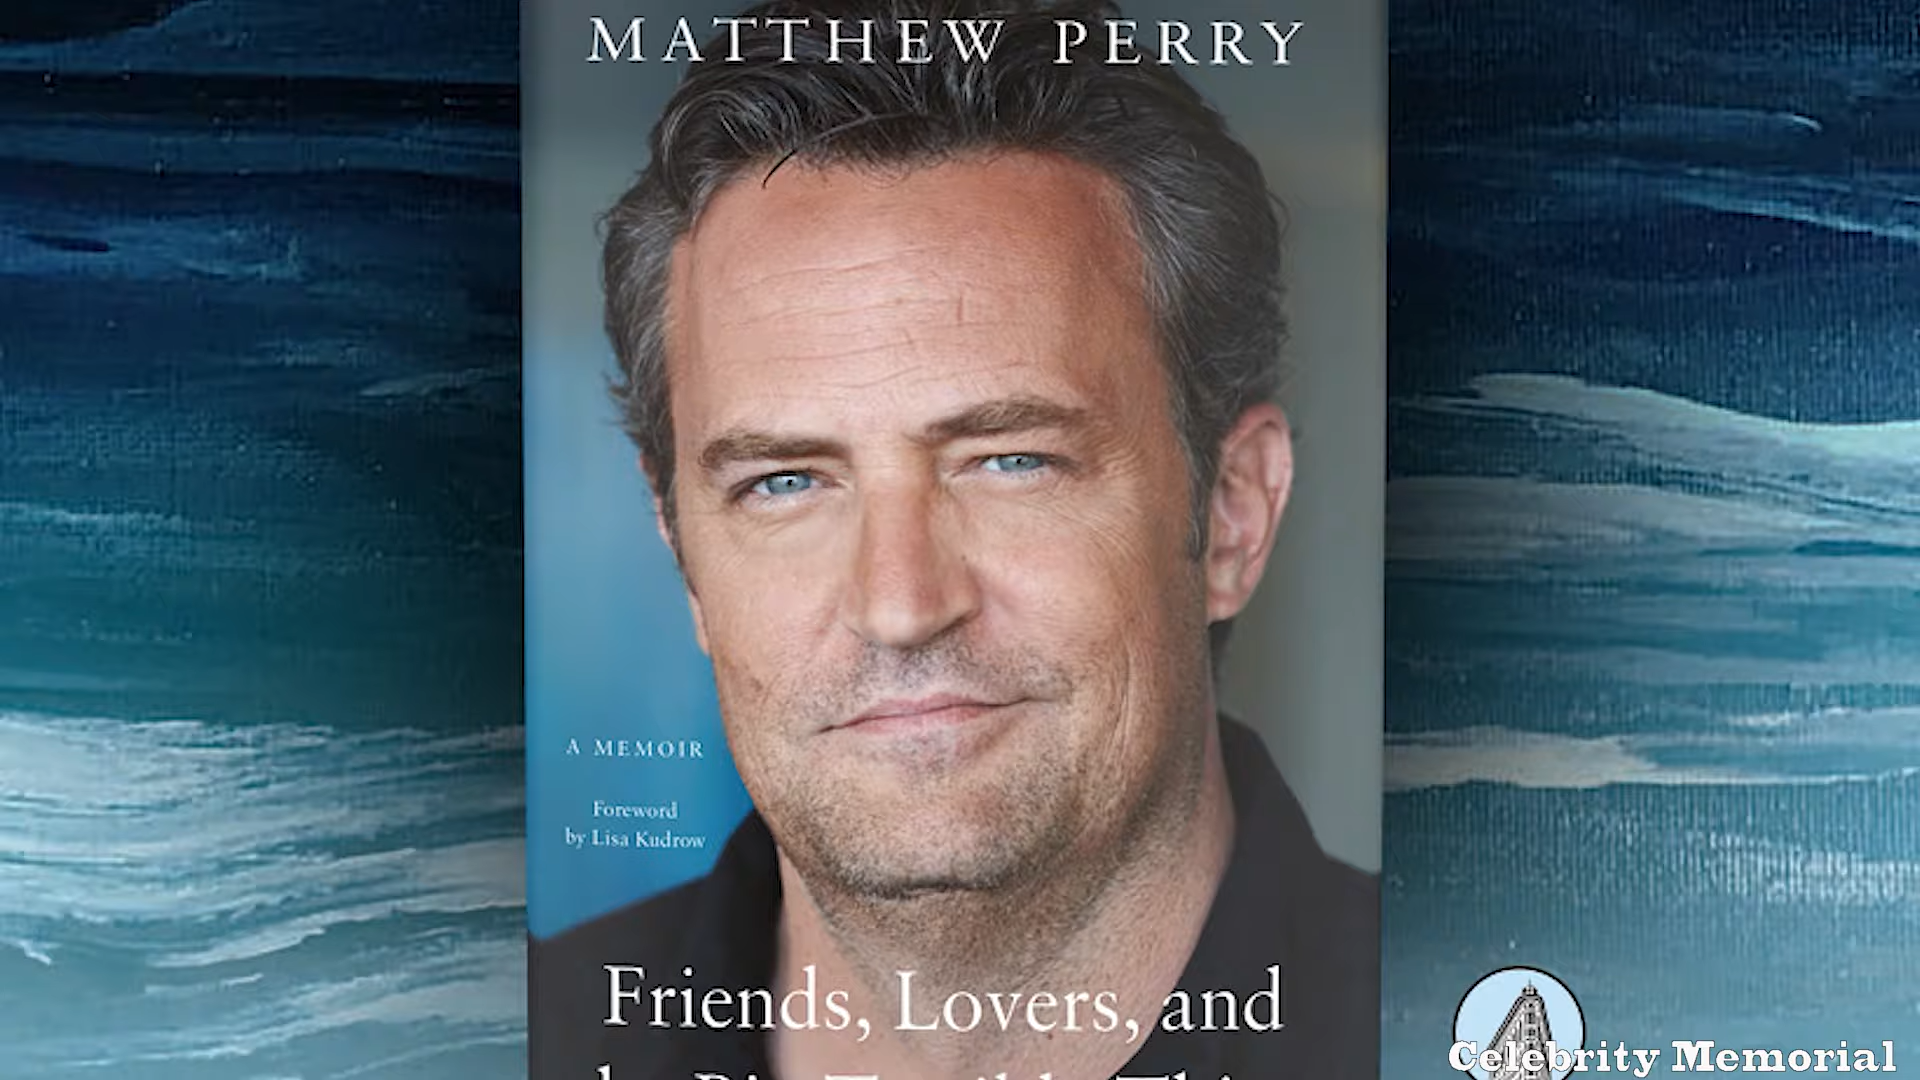 MATTHEW PERRY
A MEMOIR
Foreword
by Lisa Kudrow
Friends, Lovers, and
Celebrity Memorial